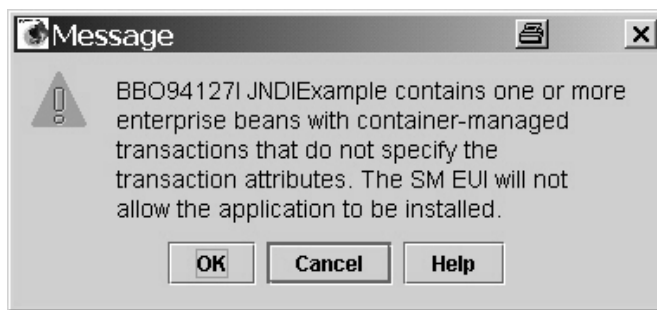 Message
BBO94127I JNDIExample contains one or more
enterprise beans with container-managed
transactions that do not specify the
transaction attributes. The SM EUI will not
allow the application to be installed.
OK Cancel Help